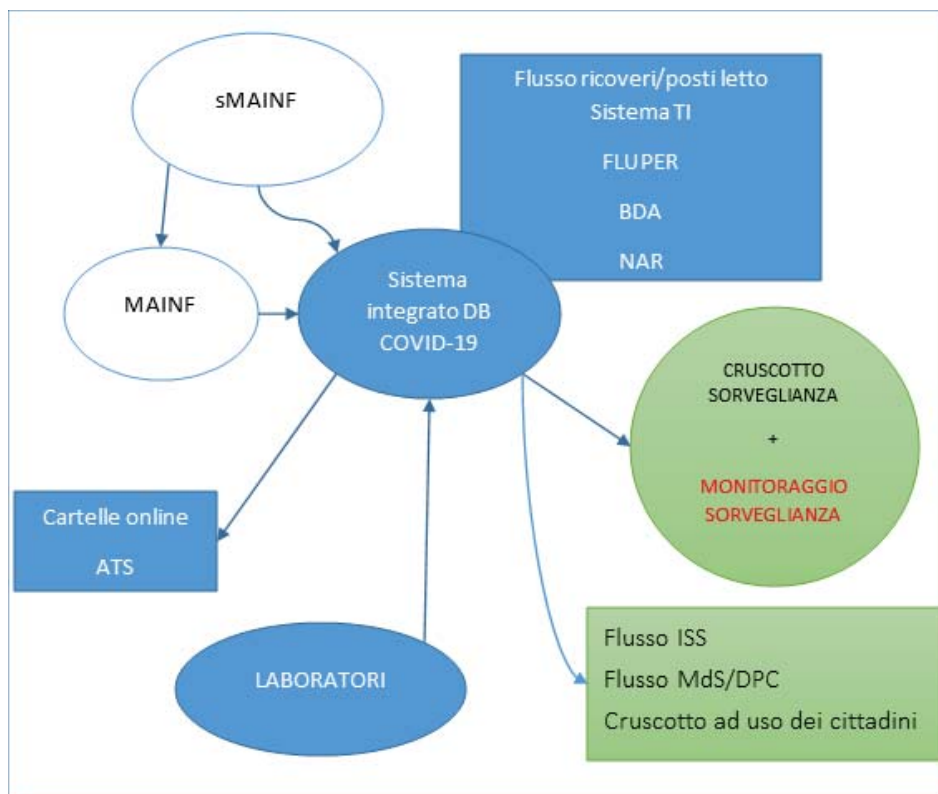 sMAINF
Flusso ricoveri/posti letto
Sistema TI
FLUPER
BDA
NAR
MAINF
Sistema
integrato DB
COVID-19
CRUSCOTTO
SORVEGLIANZA
+
MONITORAGGIO
SORVEGLIANZA
Cartelle online
ATS
LABORATORI
Flusso ISS
Flusso MdS/DPC
Cruscotto ad uso dei cittadini